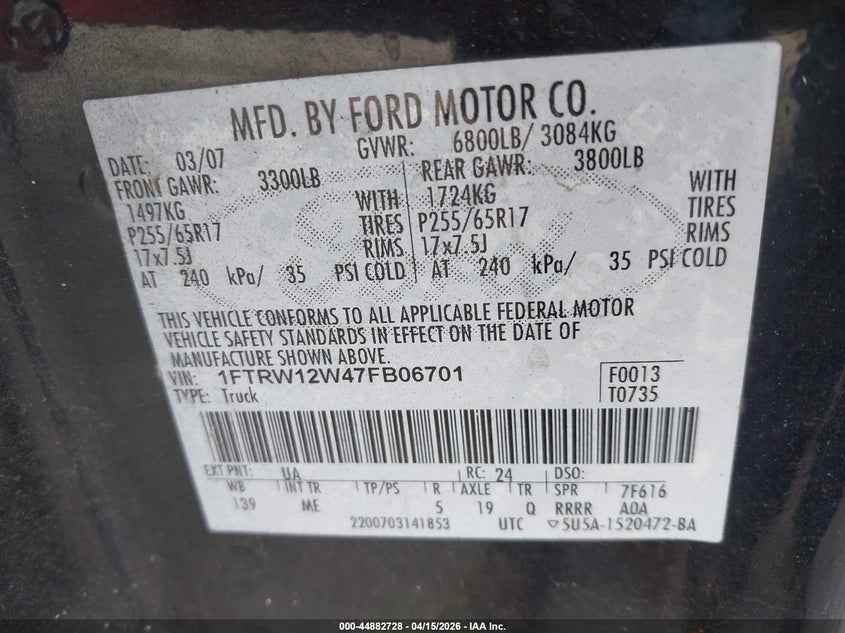 MFD. BY FORD MOTOR CO.
DATE: 03/07 GVWR: 6800LB/ 3084KG
FRONT GAWR: 3300LB REAR GAWR: 3800LB
1497KG WITH 1724KG WITH
P255/65R17 TIRES P255/65R17 TIRES
17x7.5J RIMS 17x7.5J RIMS
AT 240 kPa/ 35 PSI COLD AT 240 kPa/ 35 PSI COLD
THIS VEHICLE CONFORMS TO ALL APPLICABLE FEDERAL MOTOR
VEHICLE SAFETY STANDARDS IN EFFECT ON THE DATE OF
MANUFACTURE SHOWN ABOVE.
VIN: 1FTRW12W47FB06701 F0013
TYPE: Truck T0735
EXT PNT: UA RC: 24 DSO:
WB INT TR TP/PS R AXLE TR SPR 7F616
139 ME 5 19 Q RRRR AOA
2200703141853 UTC 5U5A-1520472-BA
000-44882728 - 04/15/2026 - IAA Inc.